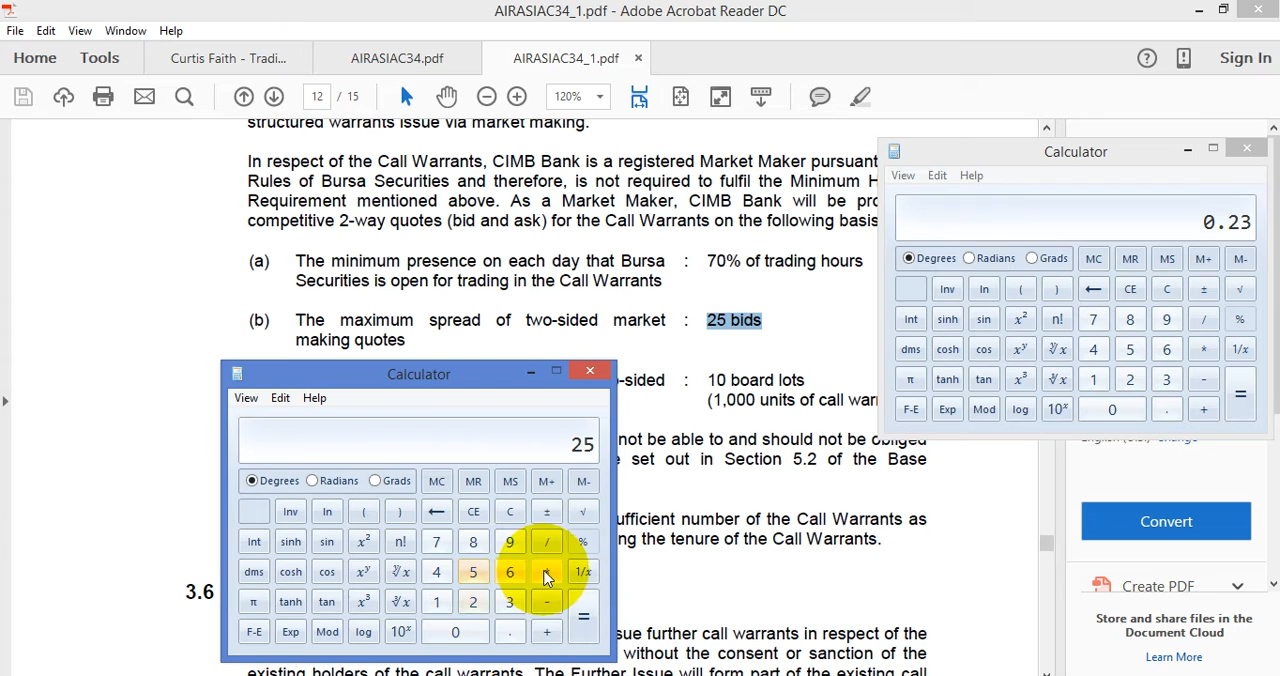 AIRASIAC34_1.pdf - Adobe Acrobat Reader DC
File Edit View Window Help
Home Tools Curtis Faith - Tradi... AIRASIAC34.pdf AIRASIAC34_1.pdf × Sign In
12 / 15 120%
structured warrants issue via market making.
In respect of the Call Warrants, CIMB Bank is a registered Market Maker pursuant
Rules of Bursa Securities and therefore, is not required to fulfil the Minimum H
Requirement mentioned above. As a Market Maker, CIMB Bank will be pro
competitive 2-way quotes (bid and ask) for the Call Warrants on the following basis
(a) The minimum presence on each day that Bursa : 70% of trading hours
Securities is open for trading in the Call Warrants
(b) The maximum spread of two-sided market : 25 bids
making quotes
-sided : 10 board lots
(1,000 units of call war
not be able to and should not be obliged
set out in Section 5.2 of the Base
ufficient number of the Call Warrants as
ng the tenure of the Call Warrants.
3.6
sue further call warrants in respect of the
without the consent or sanction of the
existing holders of the call warrants. The Further Issue will form part of the existing call
Calculator
View Edit Help
25
Degrees Radians Grads MC MR MS M+ M-
Inv ln ( ) ← CE C ± √
Int sinh sin x² n! 7 8 9 / %
dms cosh cos xʸ ʸ√x 4 5 6 * 1/x
π tanh tan x³ ³√x 1 2 3 - =
F-E Exp Mod log 10ˣ 0 . +
Calculator
View Edit Help
0.23
Degrees Radians Grads MC MR MS M+ M-
Inv ln ( ) ← CE C ± √
Int sinh sin x² n! 7 8 9 / %
dms cosh cos xʸ ʸ√x 4 5 6 * 1/x
π tanh tan x³ ³√x 1 2 3 - =
F-E Exp Mod log 10ˣ 0 . +
Convert
Create PDF
Store and share files in the
Document Cloud
Learn More